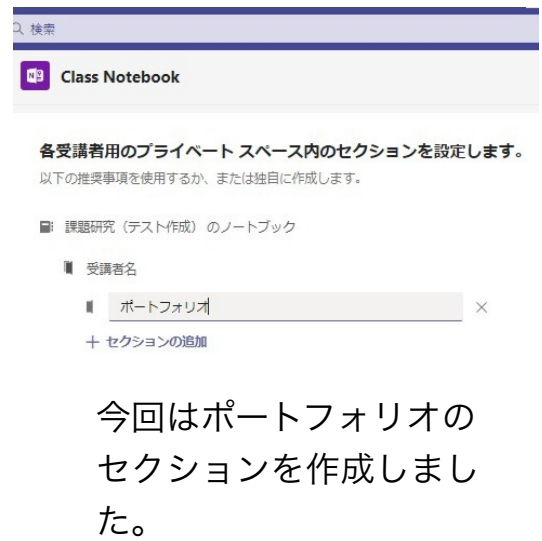 検索
Class Notebook
各受講者用のプライベート スペース内のセクションを設定します。
以下の推奨事項を使用するか、または独自に作成します。
課題研究（テスト作成）のノートブック
受講者名
ポートフォリオ
＋ セクションの追加
今回はポートフォリオの
セクションを作成しまし
た。